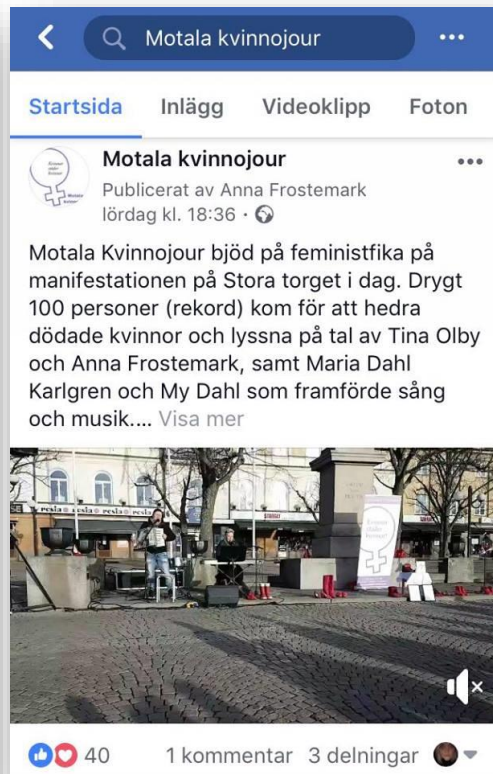 Motala kvinnojour
Startsida Inlägg Videoklipp Foton
Motala kvinnojour
Publicerat av Anna Frostemark
lördag kl. 18:36 ·
Motala Kvinnojour bjöd på feministfika på
manifestationen på Stora torget i dag. Drygt
100 personer (rekord) kom för att hedra
dödade kvinnor och lyssna på tal av Tina Olby
och Anna Frostemark, samt Maria Dahl
Karlgren och My Dahl som framförde sång
och musik.... Visa mer
resla resla resla
40 1 kommentar 3 delningar